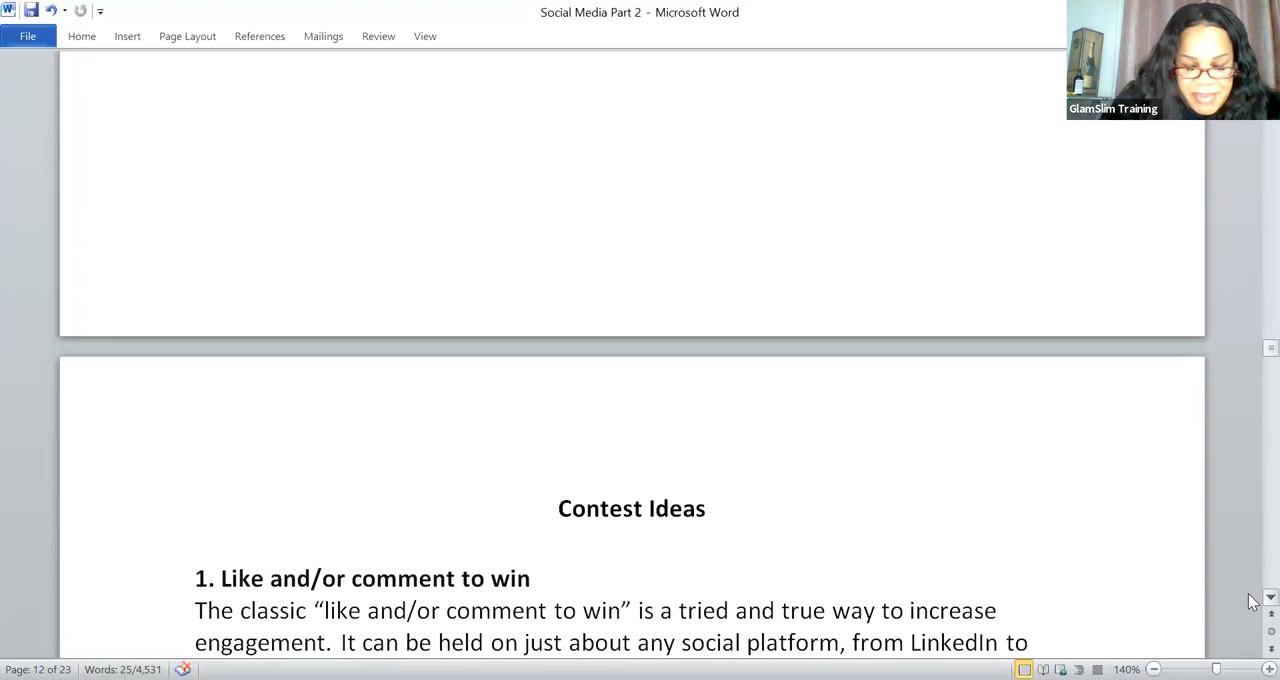 Social Media Part 2 - Microsoft Word
File Home Insert Page Layout References Mailings Review View
GlamSlim Training
Contest Ideas
1. Like and/or comment to win
The classic “like and/or comment to win” is a tried and true way to increase
engagement. It can be held on just about any social platform, from LinkedIn to
Page: 12 of 23 Words: 25/4,531 140%